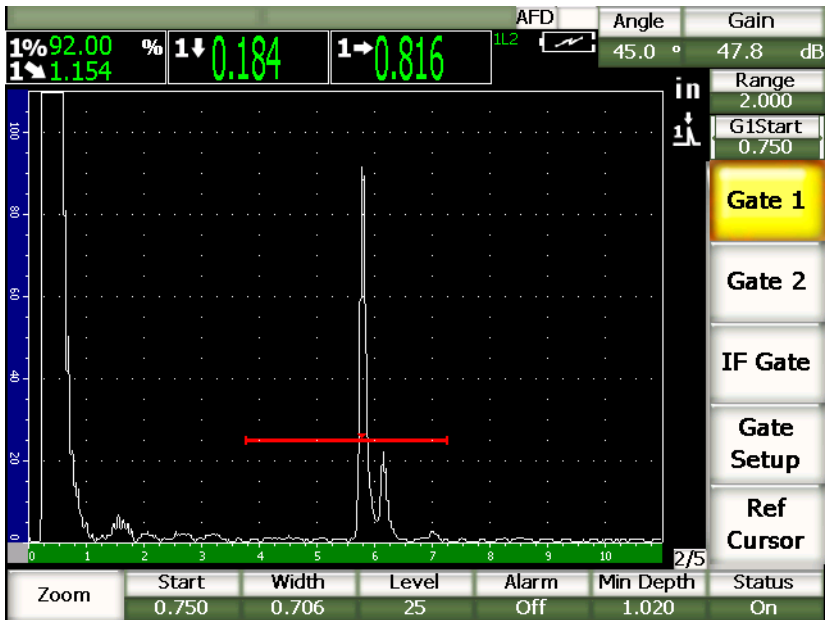 AFD Angle Gain
1%92.00 % 1⬇0.184 1➡0.816 1L2 45.0 ° 47.8 dB
1⬊1.154
in Range
2.000
1 G1Start
0.750
100
80
60
40
20
0
0 1 2 3 4 5 6 7 8 9 10
2/5
Gate 1
Gate 2
IF Gate
Gate
Setup
Ref
Cursor
Zoom Start Width Level Alarm Min Depth Status
0.750 0.706 25 Off 1.020 On